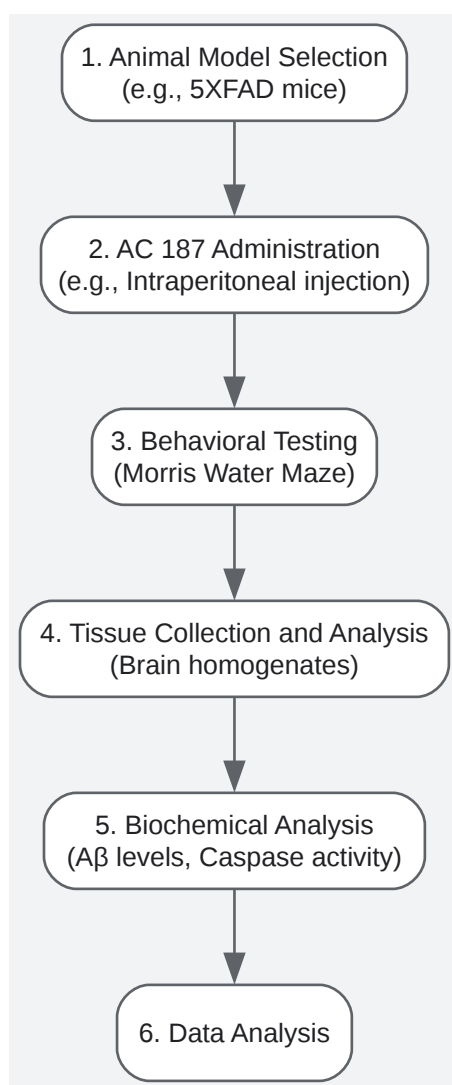 1. Animal Model Selection
(e.g., 5XFAD mice)
2. AC 187 Administration
(e.g., Intraperitoneal injection)
3. Behavioral Testing
(Morris Water Maze)
4. Tissue Collection and Analysis
(Brain homogenates)
5. Biochemical Analysis
(Aβ levels, Caspase activity)
6. Data Analysis